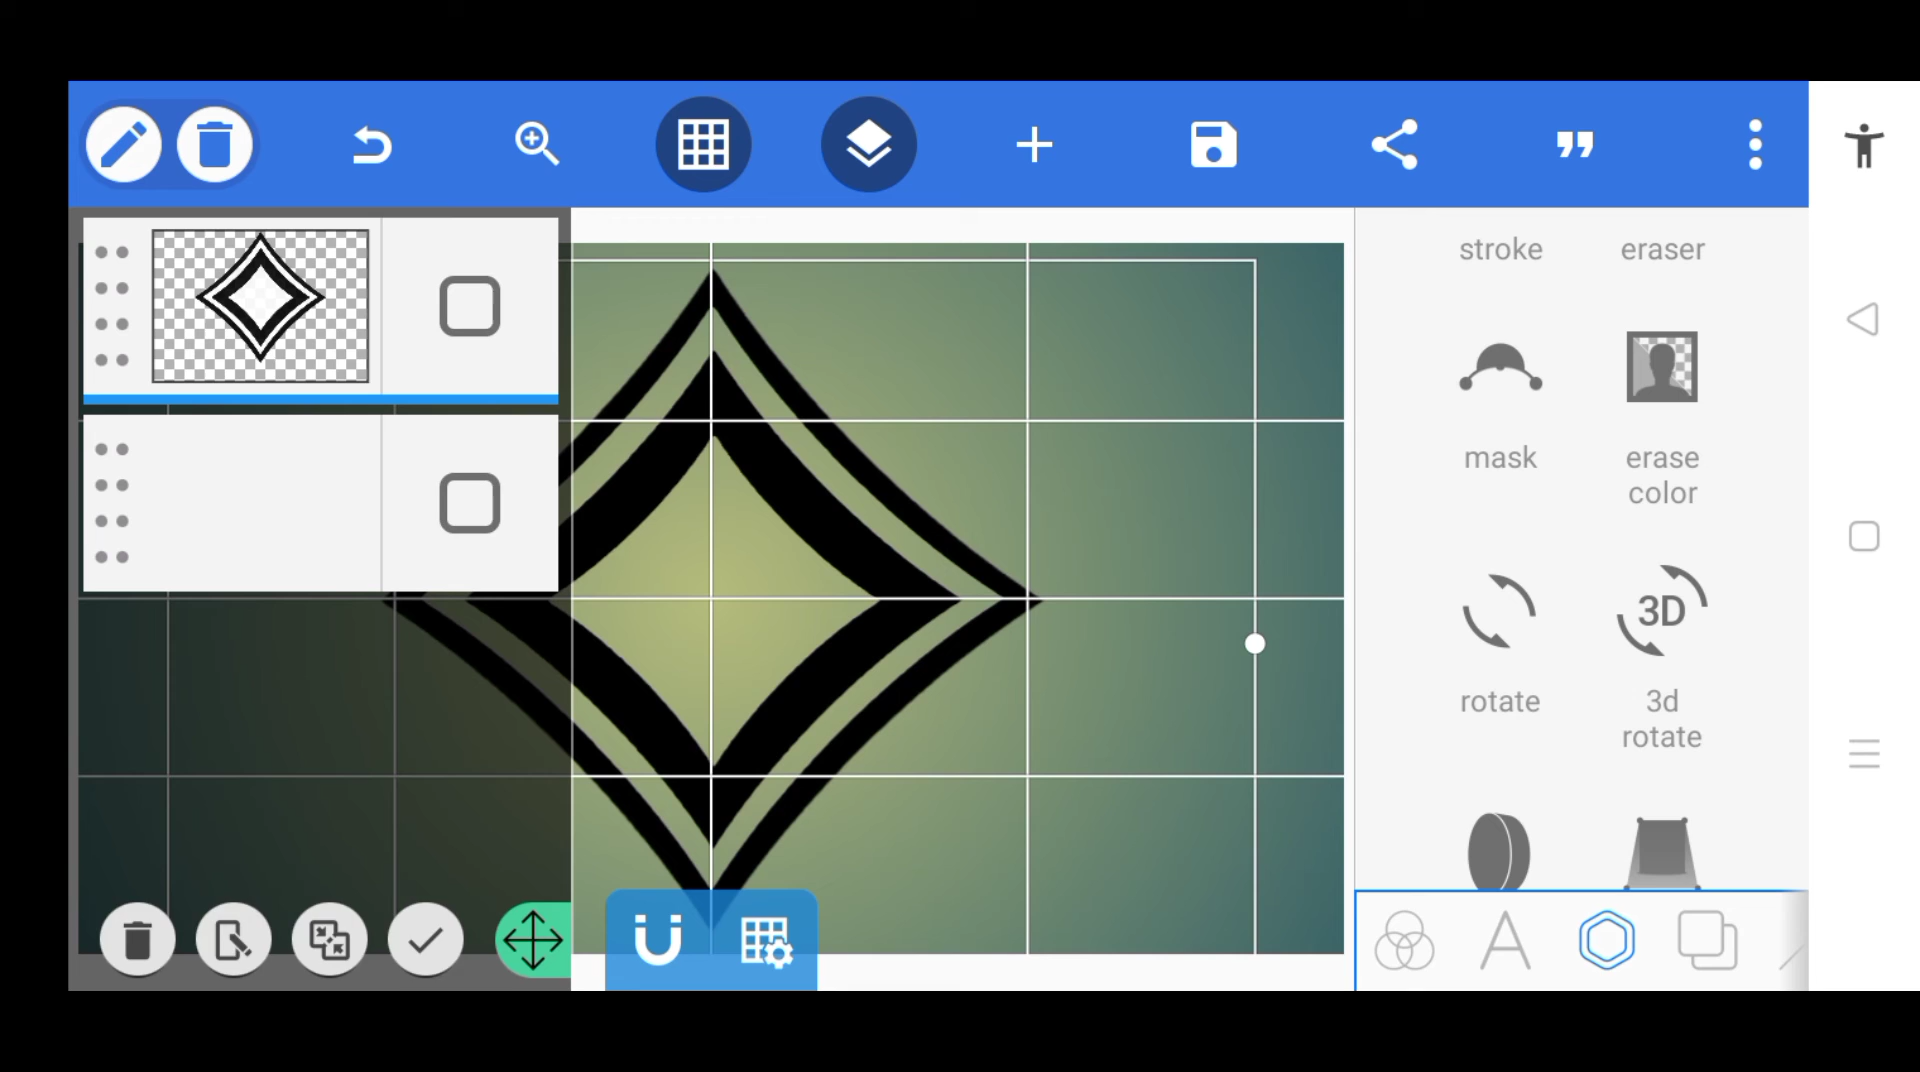 stroke eraser
mask erase
color
rotate 3D
3d
rotate